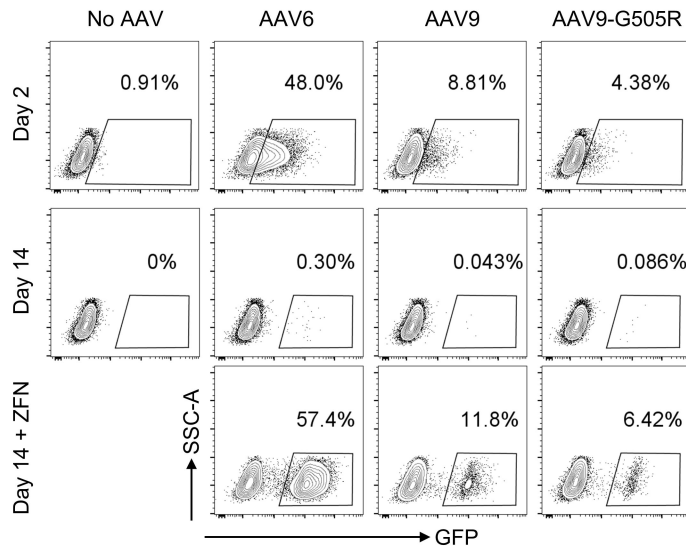 No AAV AAV6 AAV9 AAV9-G505R
Day 2 0.91% 48.0% 8.81% 4.38%
Day 14 0% 0.30% 0.043% 0.086%
Day 14 + ZFN 57.4% 11.8% 6.42%
SSC-A
GFP